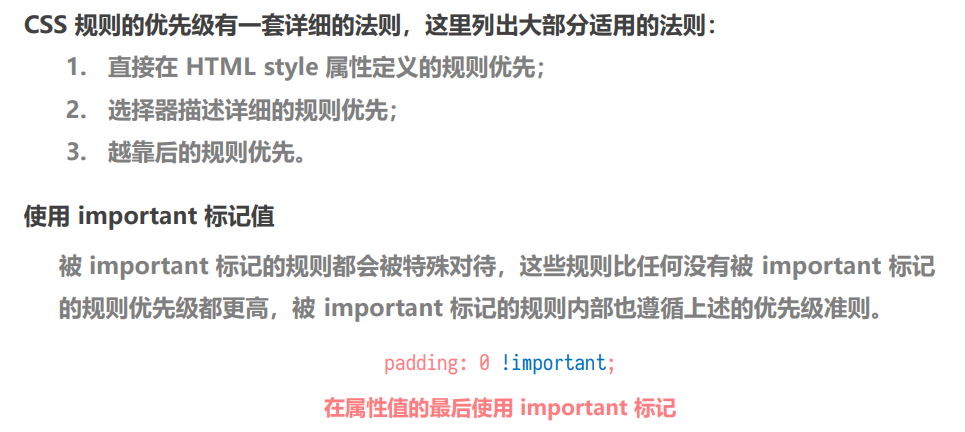 CSS 规则的优先级有一套详细的法则，这里列出大部分适用的法则：
1. 直接在 HTML style 属性定义的规则优先；
2. 选择器描述详细的规则优先；
3. 越靠后的规则优先。
使用 important 标记值
被 important 标记的规则都会被特殊对待，这些规则比任何没有被 important 标记
的规则优先级都更高，被 important 标记的规则内部也遵循上述的优先级准则。
padding: 0 !important;
在属性值的最后使用 important 标记